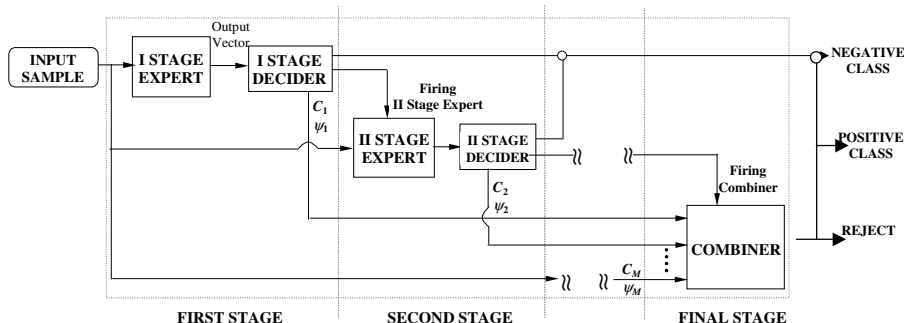 INPUT
SAMPLE
I STAGE
EXPERT
Output
Vector
I STAGE
DECIDER
NEGATIVE
CLASS
C1
ψ1
Firing
II Stage Expert
II STAGE
EXPERT
II STAGE
DECIDER
POSITIVE
CLASS
C2
ψ2
Firing
Combiner
COMBINER
REJECT
CM
ψM
FIRST STAGE
SECOND STAGE
FINAL STAGE